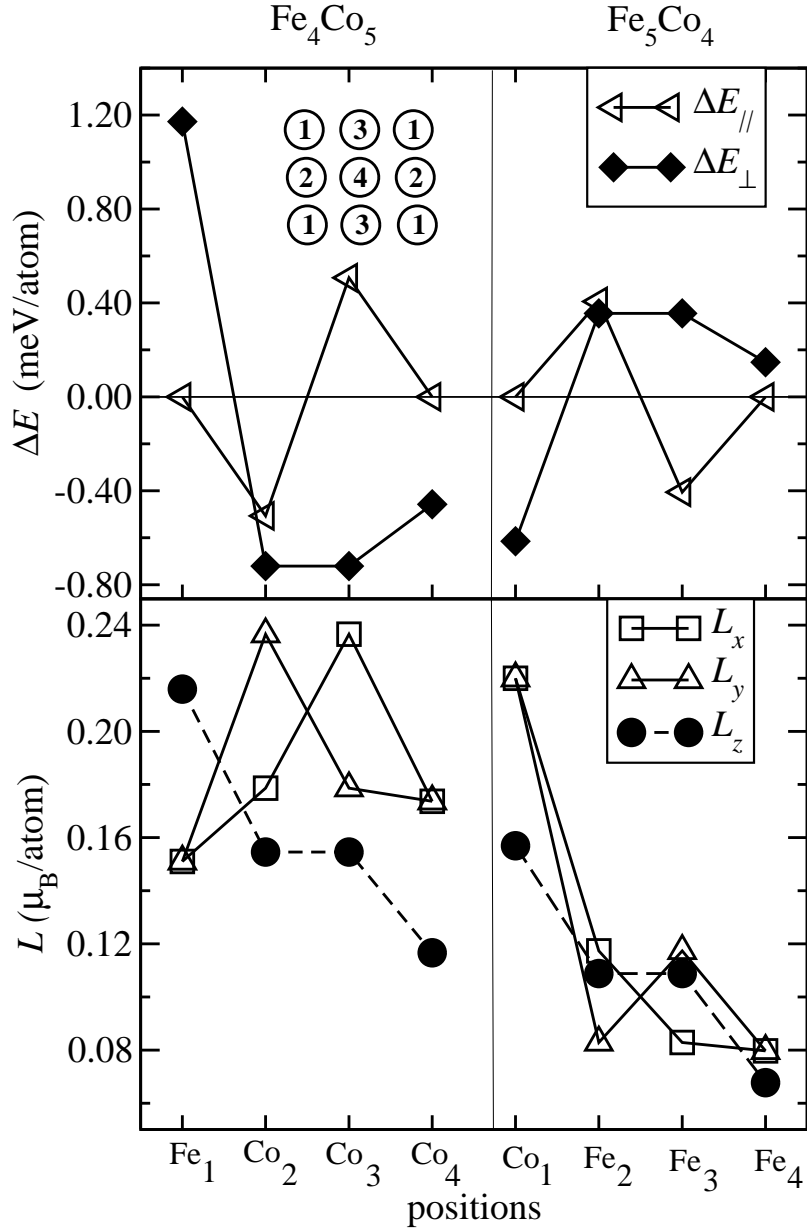 Fe₄Co₅ Fe₅Co₄
ΔE (meV/atom)
1.20
0.80
0.40
0.00
-0.40
-0.80
1 3 1
2 4 2
1 3 1
ΔE//
ΔE⊥
L (μB/atom)
0.24
0.20
0.16
0.12
0.08
Lx
Ly
Lz
Fe₁ Co₂ Co₃ Co₄ Co₁ Fe₂ Fe₃ Fe₄
positions